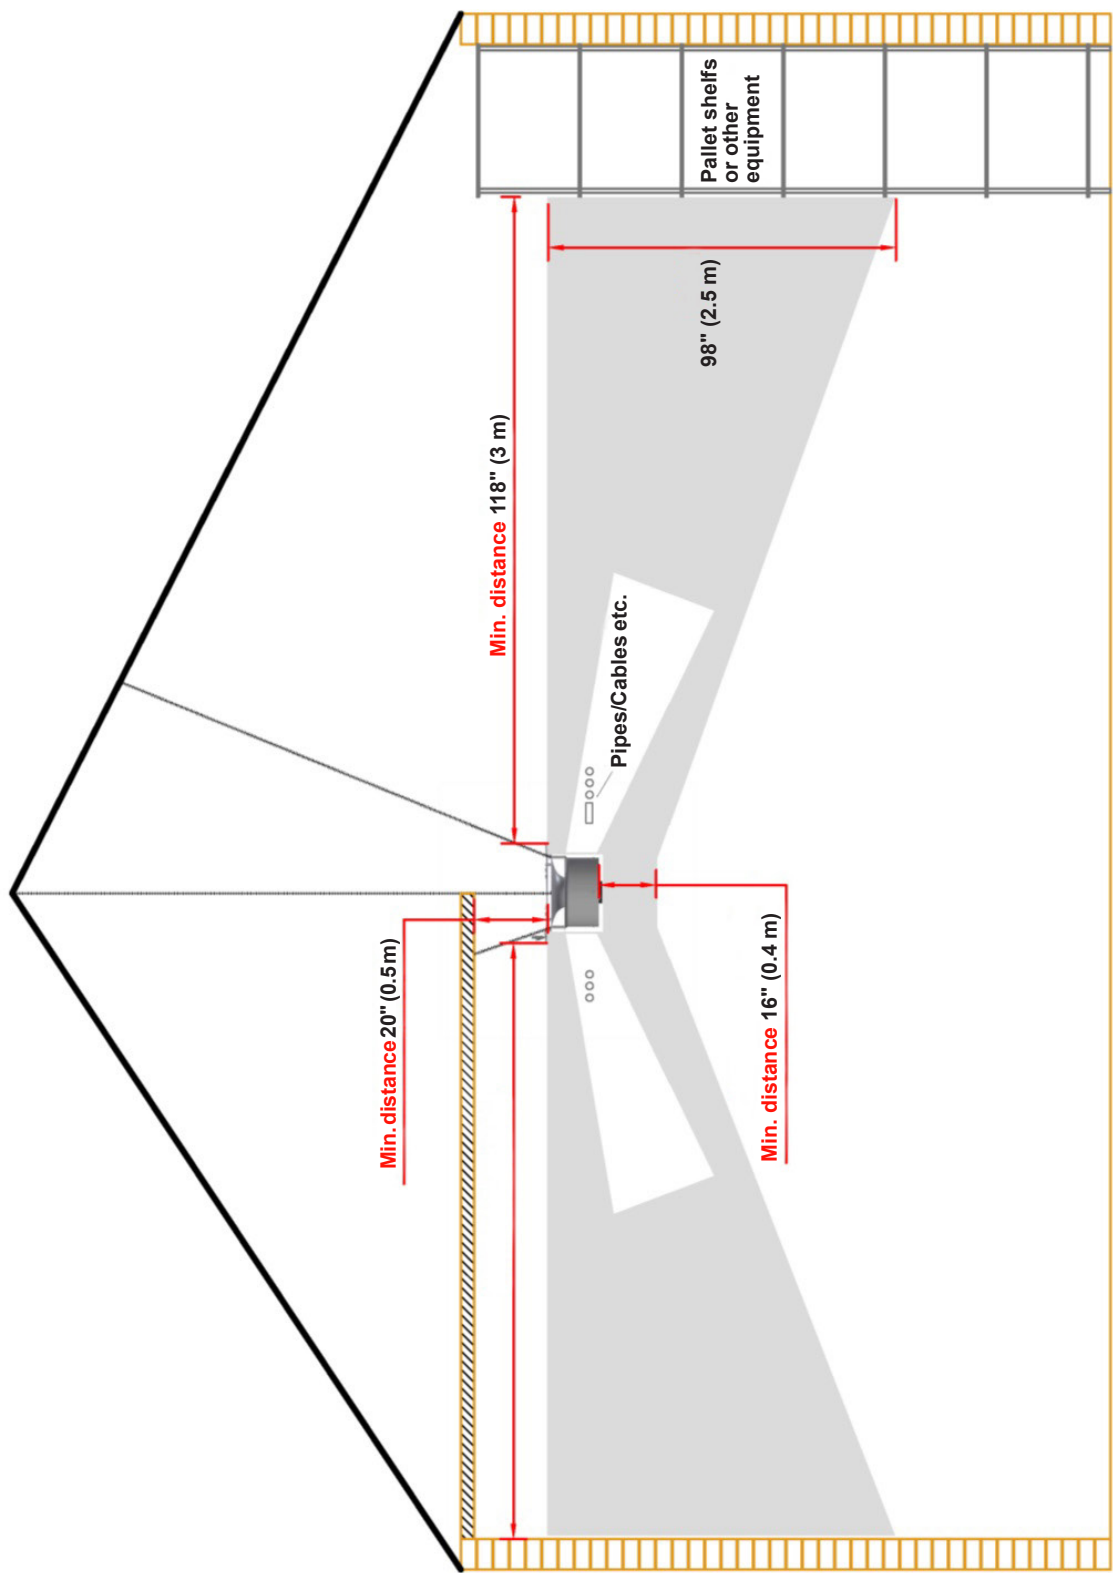 Pallet shelfs
or other
equipment
98" (2.5 m)
Min. distance 118" (3 m)
Pipes/Cables etc.
Min. distance 20" (0.5 m)
Min. distance 16" (0.4 m)